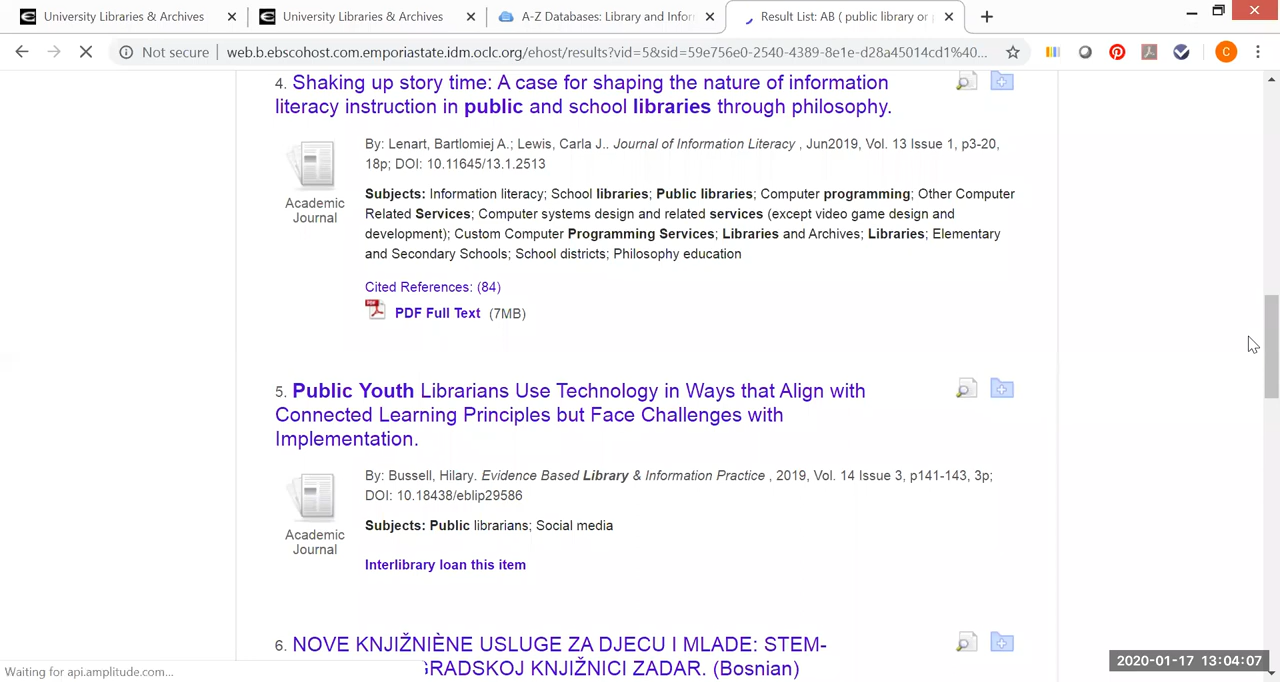 University Libraries & Archives
University Libraries & Archives
A-Z Databases: Library and Infor
Result List: AB ( public library or
Not secure
web.b.ebscohost.com.emporiastate.idm.oclc.org/ehost/results?vid=5&sid=59e756e0-2540-4389-8e1e-d28a45014cd1%40...
C
4. Shaking up story time: A case for shaping the nature of information
literacy instruction in public and school libraries through philosophy.
By: Lenart, Bartlomiej A.; Lewis, Carla J.. Journal of Information Literacy , Jun2019, Vol. 13 Issue 1, p3-20,
18p; DOI: 10.11645/13.1.2513
Academic
Journal
Subjects: Information literacy; School libraries; Public libraries; Computer programming; Other Computer
Related Services; Computer systems design and related services (except video game design and
development); Custom Computer Programming Services; Libraries and Archives; Libraries; Elementary
and Secondary Schools; School districts; Philosophy education
Cited References: (84)
PDF Full Text (7MB)
5. Public Youth Librarians Use Technology in Ways that Align with
Connected Learning Principles but Face Challenges with
Implementation.
By: Bussell, Hilary. Evidence Based Library & Information Practice , 2019, Vol. 14 Issue 3, p141-143, 3p;
DOI: 10.18438/eblip29586
Academic
Journal
Subjects: Public librarians; Social media
Interlibrary loan this item
6. NOVE KNJIŽNIĖNE USLUGE ZA DJECU I MLADE: STEM-
GRADSKOJ KNJIŽNICI ZADAR. (Bosnian)
Waiting for api.amplitude.com...
2020-01-17 13:04:07